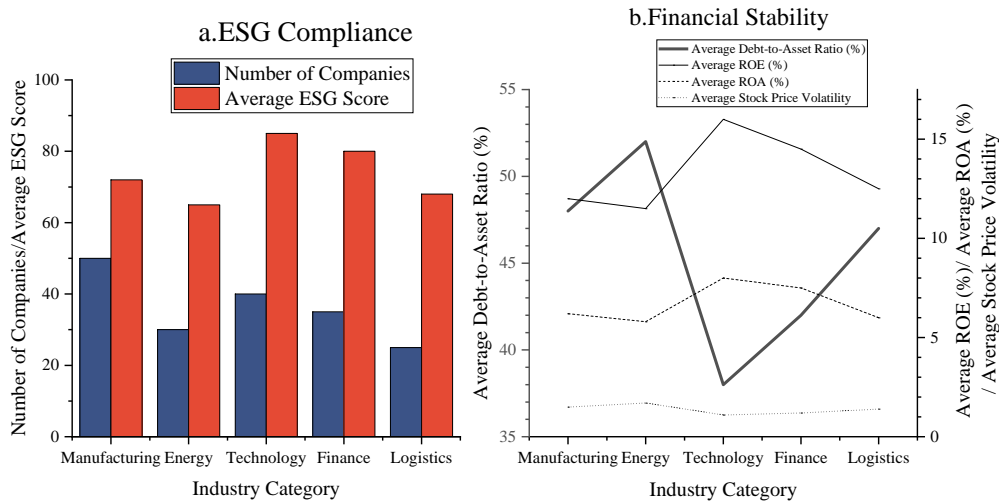 a.ESG Compliance
Number of Companies
Average ESG Score
Number of Companies/Average ESG Score
100
80
60
40
20
0
Manufacturing Energy Technology Finance Logistics
Industry Category
b.Financial Stability
Average Debt-to-Asset Ratio (%)
Average ROE (%)
Average ROA (%)
Average Stock Price Volatility
Average Debt-to-Asset Ratio (%)
55
50
45
40
35
15
10
5
0
Average ROE (%)/ Average ROA (%)
/ Average Stock Price Volatility
Manufacturing Energy Technology Finance Logistics
Industry Category